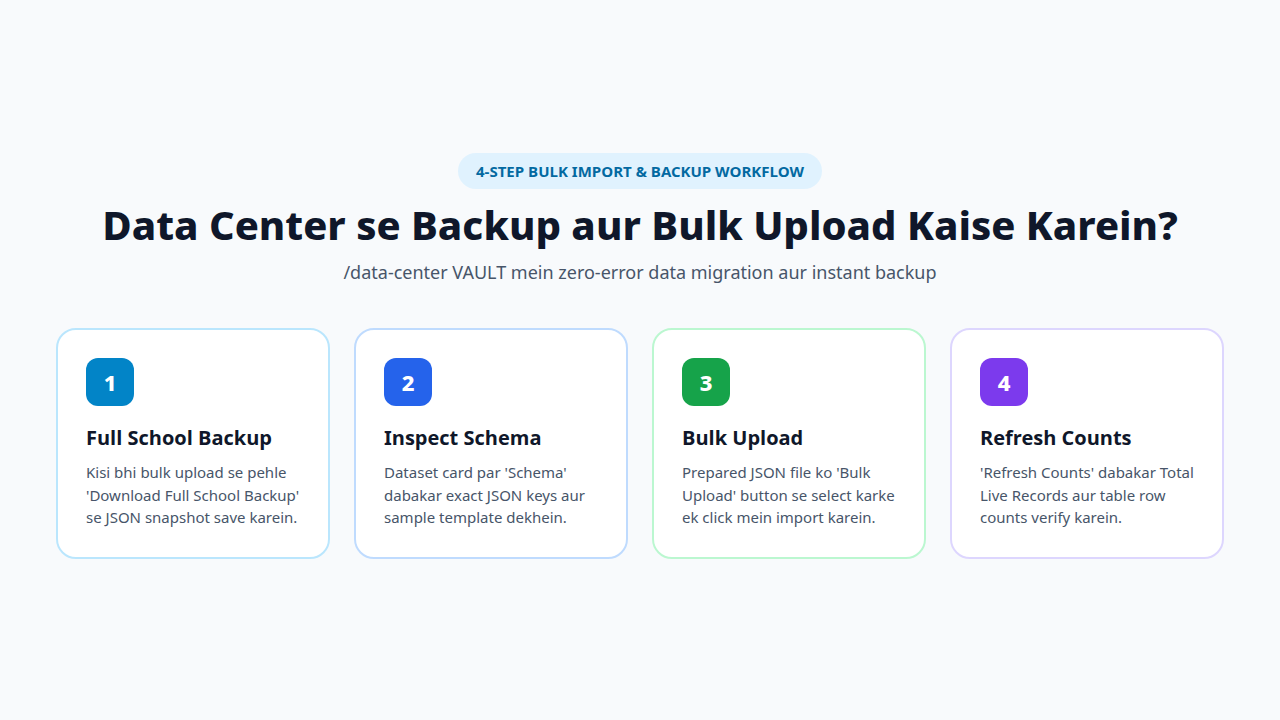 4-STEP BULK IMPORT & BACKUP WORKFLOW
Data Center se Backup aur Bulk Upload Kaise Karein?
/data-center VAULT mein zero-error data migration aur instant backup
1
Full School Backup
Kisi bhi bulk upload se pehle
'Download Full School Backup'
se JSON snapshot save karein.
2
Inspect Schema
Dataset card par 'Schema'
dabakar exact JSON keys aur
sample template dekhein.
3
Bulk Upload
Prepared JSON file ko 'Bulk
Upload' button se select karke
ek click mein import karein.
4
Refresh Counts
'Refresh Counts' dabakar Total
Live Records aur table row
counts verify karein.